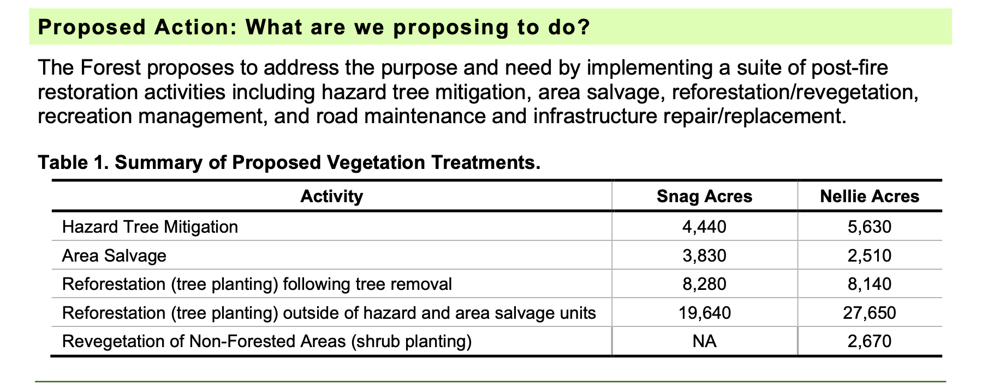 Proposed Action: What are we proposing to do?
The Forest proposes to address the purpose and need by implementing a suite of post-fire
restoration activities including hazard tree mitigation, area salvage, reforestation/revegetation,
recreation management, and road maintenance and infrastructure repair/replacement.
Table 1. Summary of Proposed Vegetation Treatments.
Activity Snag Acres Nellie Acres
Hazard Tree Mitigation 4,440 5,630
Area Salvage 3,830 2,510
Reforestation (tree planting) following tree removal 8,280 8,140
Reforestation (tree planting) outside of hazard and area salvage units 19,640 27,650
Revegetation of Non-Forested Areas (shrub planting) NA 2,670